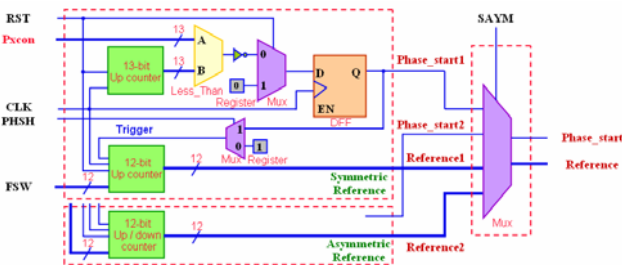 RST
SAYM
Pxcon
13
A
B
Less_Than
0
1
0
Register
Mux
D
Q
EN
DFF
Phase_start1
13-bit
Up counter
13
CLK
PHSH
Trigger
1
0
Mux
1
Register
Phase_start2
Phase_start
Reference
12-bit
Up counter
12
Reference1
FSW
12
Symmetric
Reference
Mux
12-bit
Up / down
counter
12
12
Asymmetric
Reference
Reference2